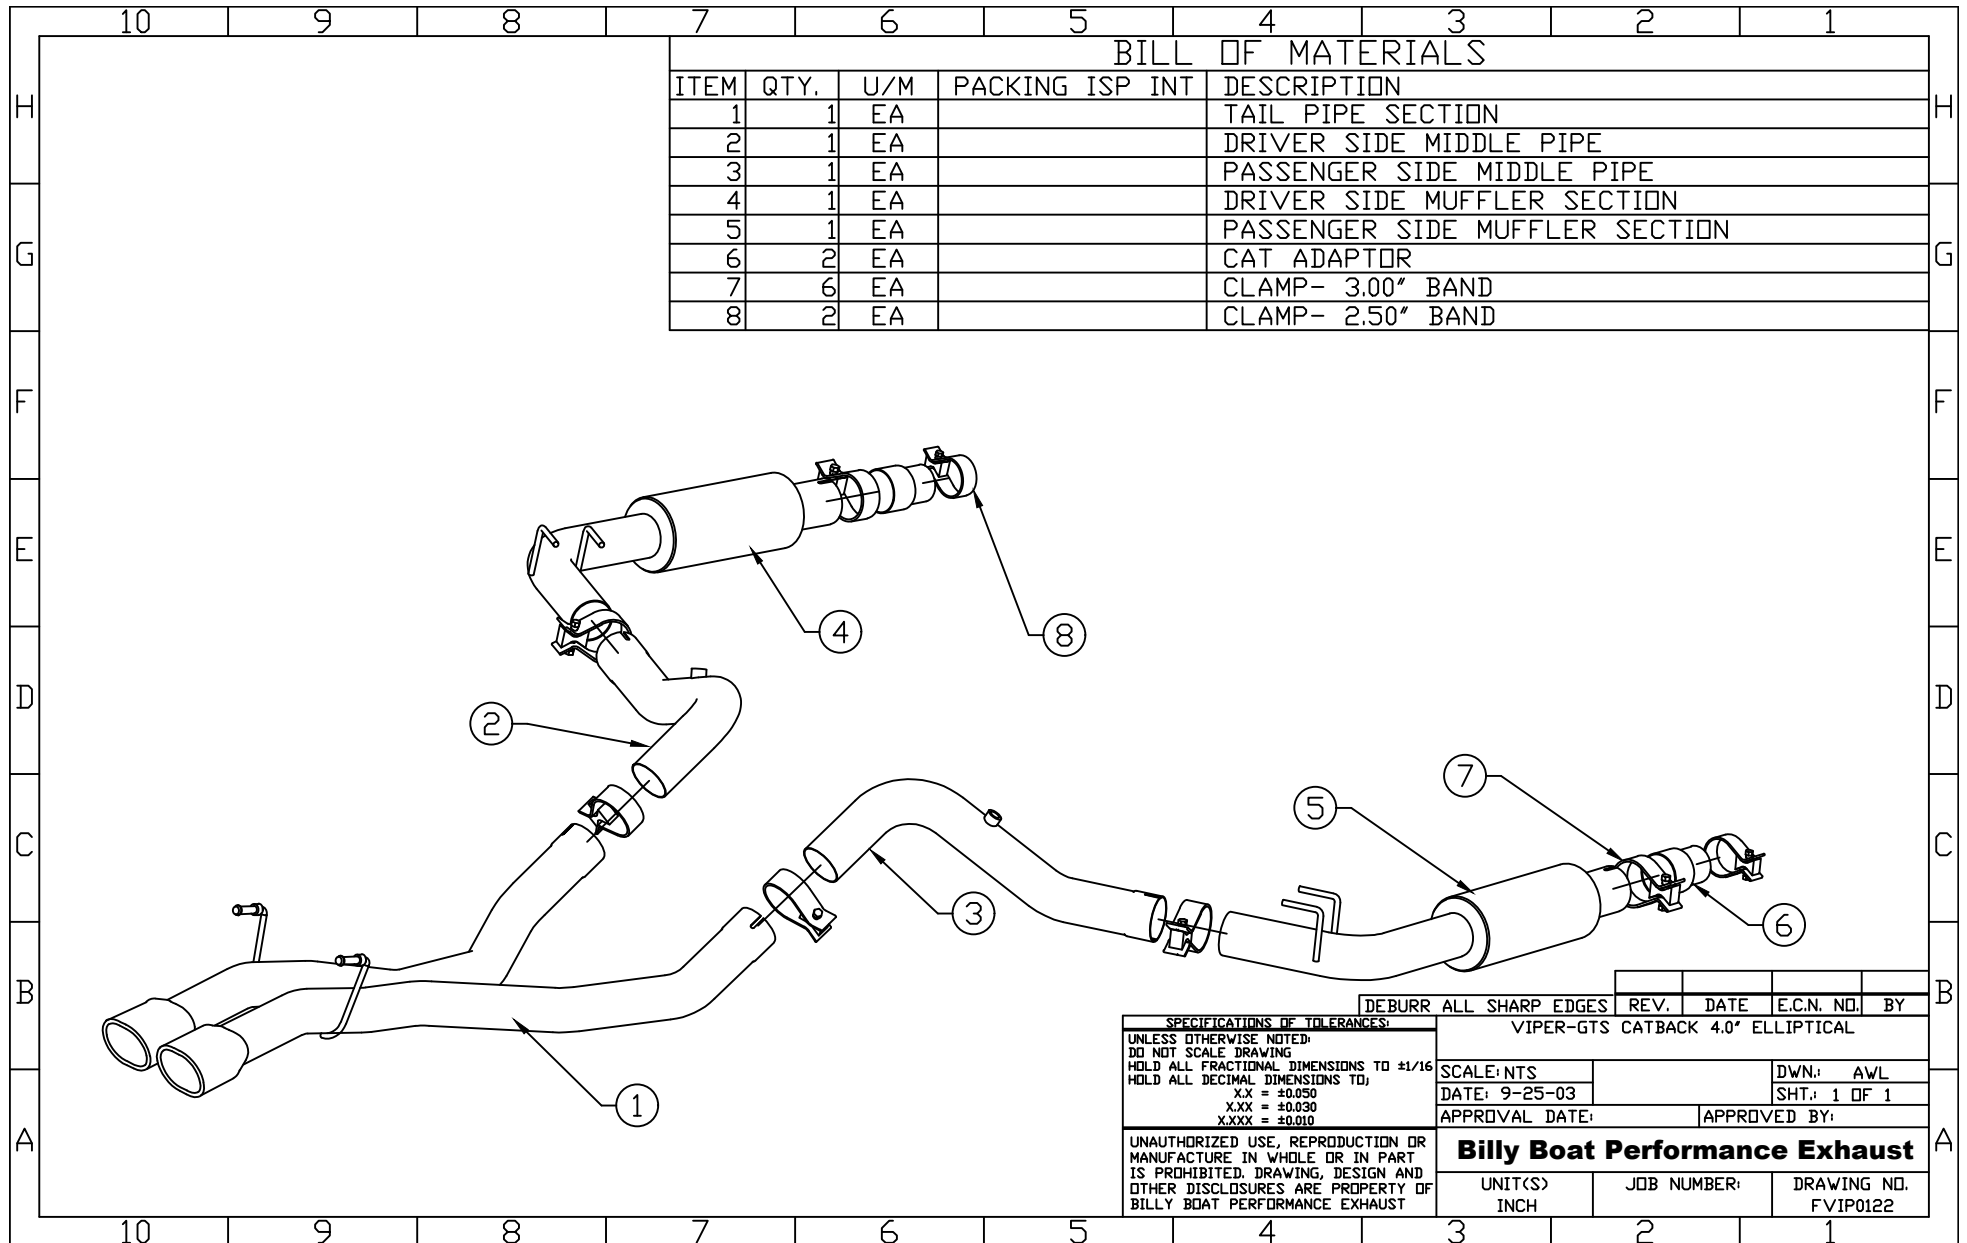 10 9 8 7 6 5 4 3 2 1
BILL OF MATERIALS
ITEM QTY. U/M PACKING ISP INT DESCRIPTION
1 1 EA TAIL PIPE SECTION
2 1 EA DRIVER SIDE MIDDLE PIPE
3 1 EA PASSENGER SIDE MIDDLE PIPE
4 1 EA DRIVER SIDE MUFFLER SECTION
5 1 EA PASSENGER SIDE MUFFLER SECTION
6 2 EA CAT ADAPTOR
7 6 EA CLAMP- 3.00" BAND
8 2 EA CLAMP- 2.50" BAND
H H
G G
F F
E E
D D
C C
B B
A A
4
8
2
7
5
3
6
1
DEBURR ALL SHARP EDGES REV. DATE E.C.N. NO. BY
SPECIFICATIONS OF TOLERANCES:
UNLESS OTHERWISE NOTED:
DO NOT SCALE DRAWING
HOLD ALL FRACTIONAL DIMENSIONS TO ±1/16
HOLD ALL DECIMAL DIMENSIONS TO;
X.X = ±0.050
X.XX = ±0.030
X.XXX = ±0.010
UNAUTHORIZED USE, REPRODUCTION OR
MANUFACTURE IN WHOLE OR IN PART
IS PROHIBITED. DRAWING, DESIGN AND
OTHER DISCLOSURES ARE PROPERTY OF
BILLY BOAT PERFORMANCE EXHAUST
VIPER-GTS CATBACK 4.0" ELLIPTICAL
SCALE: NTS DWN.: AWL
DATE: 9-25-03 SHT.: 1 OF 1
APPROVAL DATE: APPROVED BY:
Billy Boat Performance Exhaust
UNIT(S) JOB NUMBER: DRAWING NO.
INCH FVIP0122
10 9 8 7 6 5 4 3 2 1